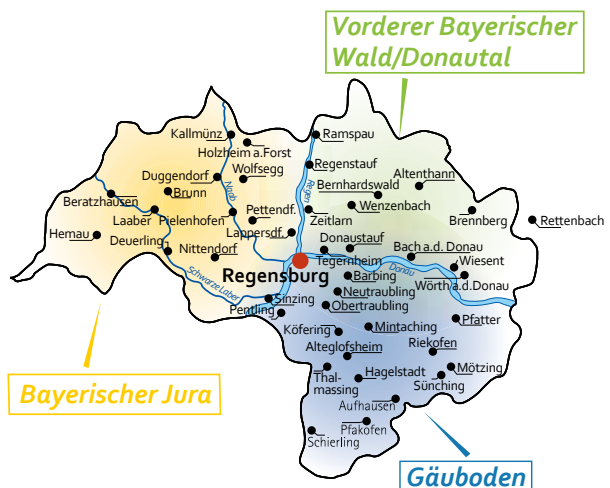 Vorderer Bayerischer
Wald/Donautal
Kallmünz
Ramspau
Holzheim a.Forst
Wolfsegg
Regenstauf
Duggendorf
Brunn
Naab
Regen
Bernhardswald
Altenthann
Beratzhausen
Laaber
Pielenhofen
Pettendf.
Zeitlarn
Wenzenbach
Brennberg
Rettenbach
Hemau
Deuerling
Lappersdf.
Nittendorf
Donaustauf
Tegernheim
Bach a.d. Donau
Wiesent
Regensburg
Donau
Barbing
Wörth a.d.Donau
Schwarze Laber
Sinzing
Neutraubling
Pentling
Obertraubling
Pfatter
Köfering
Mintaching
Alteglofsheim
Riekofen
Bayerischer Jura
Thal-
massing
Hagelstadt
Mötzing
Sünching
Aufhausen
Pfakofen
Schierling
Gäuboden